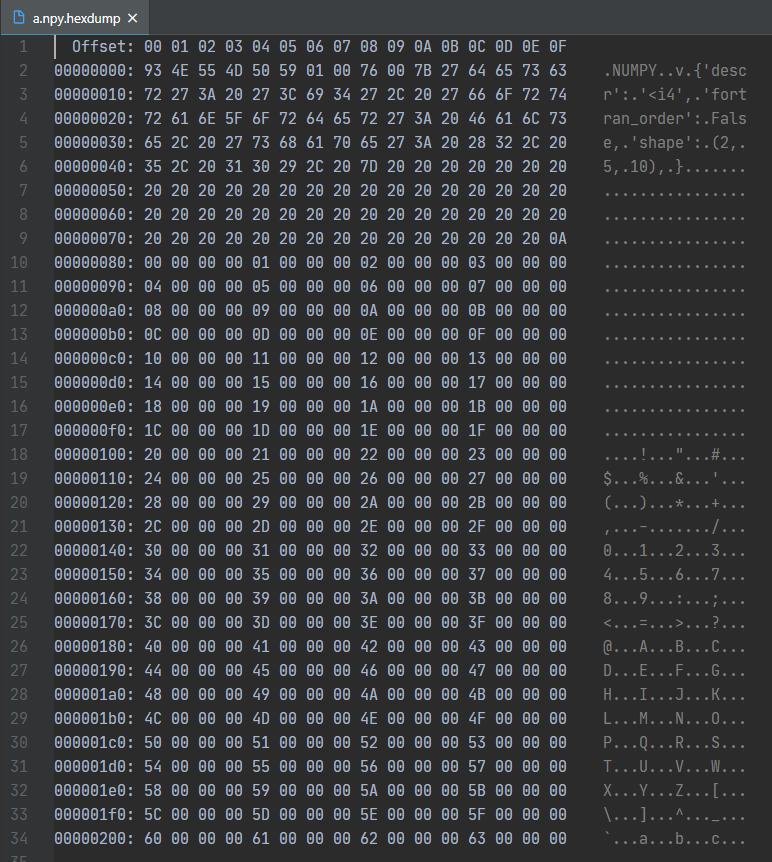 a.npy.hexdump ×
1 Offset: 00 01 02 03 04 05 06 07 08 09 0A 0B 0C 0D 0E 0F
2 00000000: 93 4E 55 4D 50 59 01 00 76 00 7B 27 64 65 73 63 .NUMPY..v.{'desc
3 00000010: 72 27 3A 20 27 3C 69 34 27 2C 20 27 66 6F 72 74 r':.'<i4',.'fort
4 00000020: 72 61 6E 5F 6F 72 64 65 72 27 3A 20 46 61 6C 73 ran_order':.Fals
5 00000030: 65 2C 20 27 73 68 61 70 65 27 3A 20 28 32 2C 20 e,.'shape':.(2,.
6 00000040: 35 2C 20 31 30 29 2C 20 7D 20 20 20 20 20 20 20 5,.10),.}.......
7 00000050: 20 20 20 20 20 20 20 20 20 20 20 20 20 20 20 20 ................
8 00000060: 20 20 20 20 20 20 20 20 20 20 20 20 20 20 20 20 ................
9 00000070: 20 20 20 20 20 20 20 20 20 20 20 20 20 20 20 0A ................
10 00000080: 00 00 00 00 01 00 00 00 02 00 00 00 03 00 00 00 ................
11 00000090: 04 00 00 00 05 00 00 00 06 00 00 00 07 00 00 00 ................
12 000000a0: 08 00 00 00 09 00 00 00 0A 00 00 00 0B 00 00 00 ................
13 000000b0: 0C 00 00 00 0D 00 00 00 0E 00 00 00 0F 00 00 00 ................
14 000000c0: 10 00 00 00 11 00 00 00 12 00 00 00 13 00 00 00 ................
15 000000d0: 14 00 00 00 15 00 00 00 16 00 00 00 17 00 00 00 ................
16 000000e0: 18 00 00 00 19 00 00 00 1A 00 00 00 1B 00 00 00 ................
17 000000f0: 1C 00 00 00 1D 00 00 00 1E 00 00 00 1F 00 00 00 ................
18 00000100: 20 00 00 00 21 00 00 00 22 00 00 00 23 00 00 00 ....!..."...#...
19 00000110: 24 00 00 00 25 00 00 00 26 00 00 00 27 00 00 00 $...%...&...'...
20 00000120: 28 00 00 00 29 00 00 00 2A 00 00 00 2B 00 00 00 (...)...*...+...
21 00000130: 2C 00 00 00 2D 00 00 00 2E 00 00 00 2F 00 00 00 ,...-......./...
22 00000140: 30 00 00 00 31 00 00 00 32 00 00 00 33 00 00 00 0...1...2...3...
23 00000150: 34 00 00 00 35 00 00 00 36 00 00 00 37 00 00 00 4...5...6...7...
24 00000160: 38 00 00 00 39 00 00 00 3A 00 00 00 3B 00 00 00 8...9...:...;...
25 00000170: 3C 00 00 00 3D 00 00 00 3E 00 00 00 3F 00 00 00 <...=...>...?...
26 00000180: 40 00 00 00 41 00 00 00 42 00 00 00 43 00 00 00 @...A...B...C...
27 00000190: 44 00 00 00 45 00 00 00 46 00 00 00 47 00 00 00 D...E...F...G...
28 000001a0: 48 00 00 00 49 00 00 00 4A 00 00 00 4B 00 00 00 H...I...J...K...
29 000001b0: 4C 00 00 00 4D 00 00 00 4E 00 00 00 4F 00 00 00 L...M...N...O...
30 000001c0: 50 00 00 00 51 00 00 00 52 00 00 00 53 00 00 00 P...Q...R...S...
31 000001d0: 54 00 00 00 55 00 00 00 56 00 00 00 57 00 00 00 T...U...V...W...
32 000001e0: 58 00 00 00 59 00 00 00 5A 00 00 00 5B 00 00 00 X...Y...Z...[...
33 000001f0: 5C 00 00 00 5D 00 00 00 5E 00 00 00 5F 00 00 00 \...]...^..._...
34 00000200: 60 00 00 00 61 00 00 00 62 00 00 00 63 00 00 00 `...a...b...c...
35